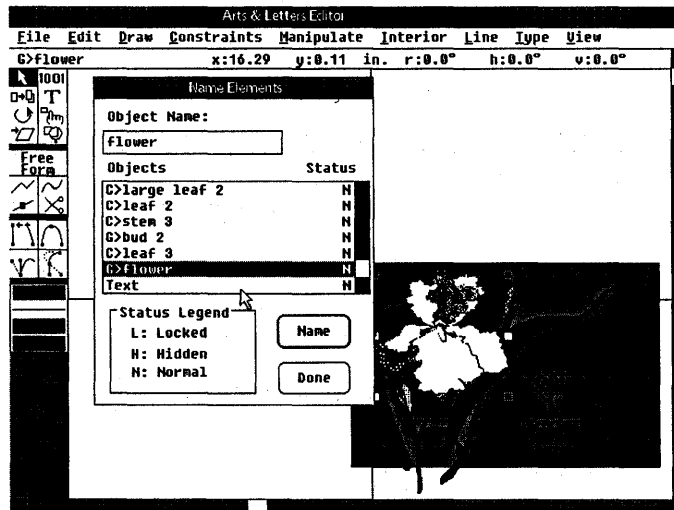 Arts & Letters Editor
File Edit Draw Constraints Manipulate Interior Line Type View
G>flower x:16.29 y:0.11 in. r:0.0° h:0.0° v:0.0°
1001
T
Free
Form
Name Elements
Object Name:
flower
Objects Status
C>large leaf 2 N
C>leaf 2 N
C>stem 3 N
G>bud 2 N
C>leaf 3 N
G>flower N
Text N
Status Legend
L: Locked
H: Hidden
N: Normal
Name
Done